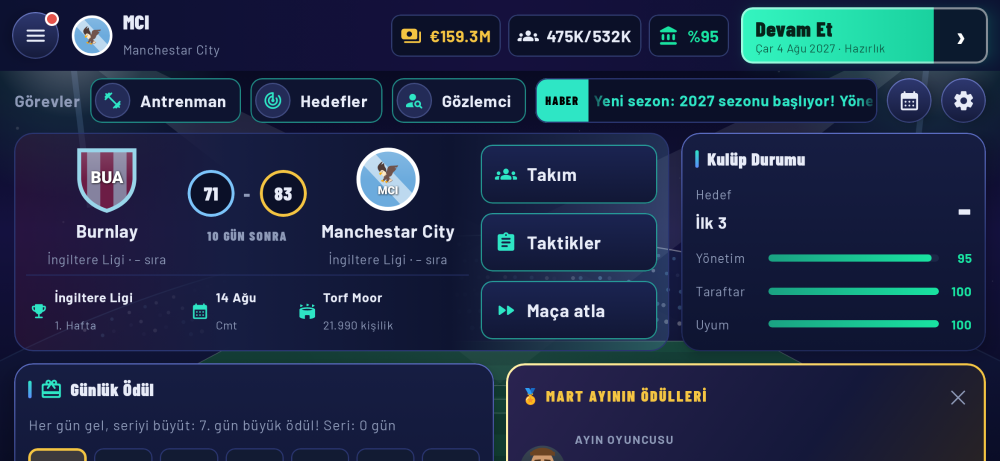 MCI
Manchestar City
€159.3M
475K/532K
%95
Devam Et
Çar 4 Ağu 2027 · Hazırlık
Görevler
Antrenman
Hedefler
Gözlemci
HABER
Yeni sezon: 2027 sezonu başlıyor! Yöne
BUA
71 - 83
MCI
Burnlay
10 GÜN SONRA
Manchestar City
İngiltere Ligi · – sıra
İngiltere Ligi · – sıra
İngiltere Ligi
1. Hafta
14 Ağu
Cmt
Torf Moor
21.990 kişilik
Takım
Taktikler
Maça atla
Kulüp Durumu
Hedef
İlk 3
–
Yönetim 95
Taraftar 100
Uyum 100
Günlük Ödül
Her gün gel, seriyi büyüt: 7. gün büyük ödül! Seri: 0 gün
MART AYININ ÖDÜLLERİ
AYIN OYUNCUSU